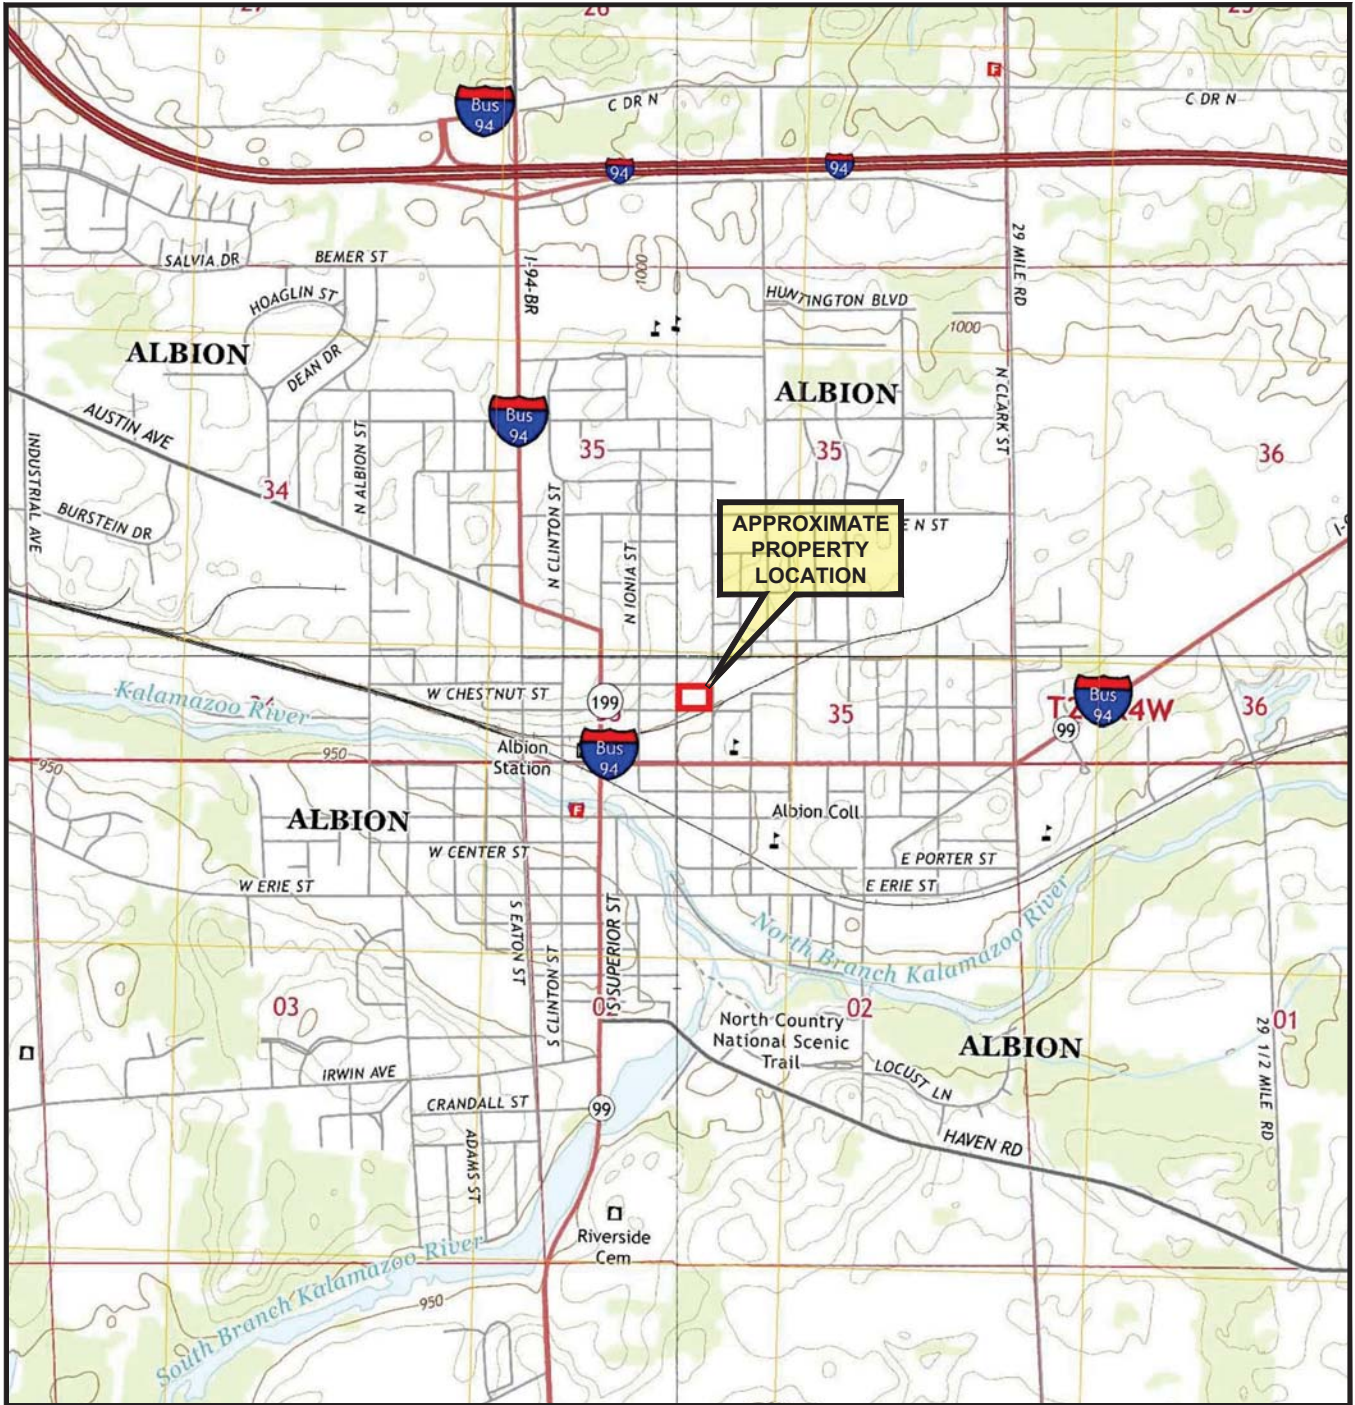 C DR N
C DR N
Bus
94
94
94
29 MILE RD
SALVIA DR
BEMER ST
I-94-BR
1000
HOAGLIN ST
HUNTINGTON BLVD
1000
ALBION
DEAN DR
ALBION
N CLARK ST
AUSTIN AVE
Bus
94
INDUSTRIAL AVE
N ALBION ST
35
35
36
34
BURSTEIN DR
N CLINTON ST
N IONIA ST
APPROXIMATE
PROPERTY
LOCATION
N ST
Kalamazoo River
W CHESTNUT ST
199
35
Bus
94
36
99
950
950
Albion
Station
Bus
94
F
F
ALBION
Albion Coll
W CENTER ST
E PORTER ST
W ERIE ST
E ERIE ST
S EATON ST
S CLINTON ST
S SUPERIOR ST
North Branch Kalamazoo River
03
02
01
North Country
National Scenic
Trail
ALBION
29 1/2 MILE RD
IRWIN AVE
LOCUST LN
CRANDALL ST
99
HAVEN RD
ADAMS ST
Riverside
Cem
South Branch Kalamazoo River
950